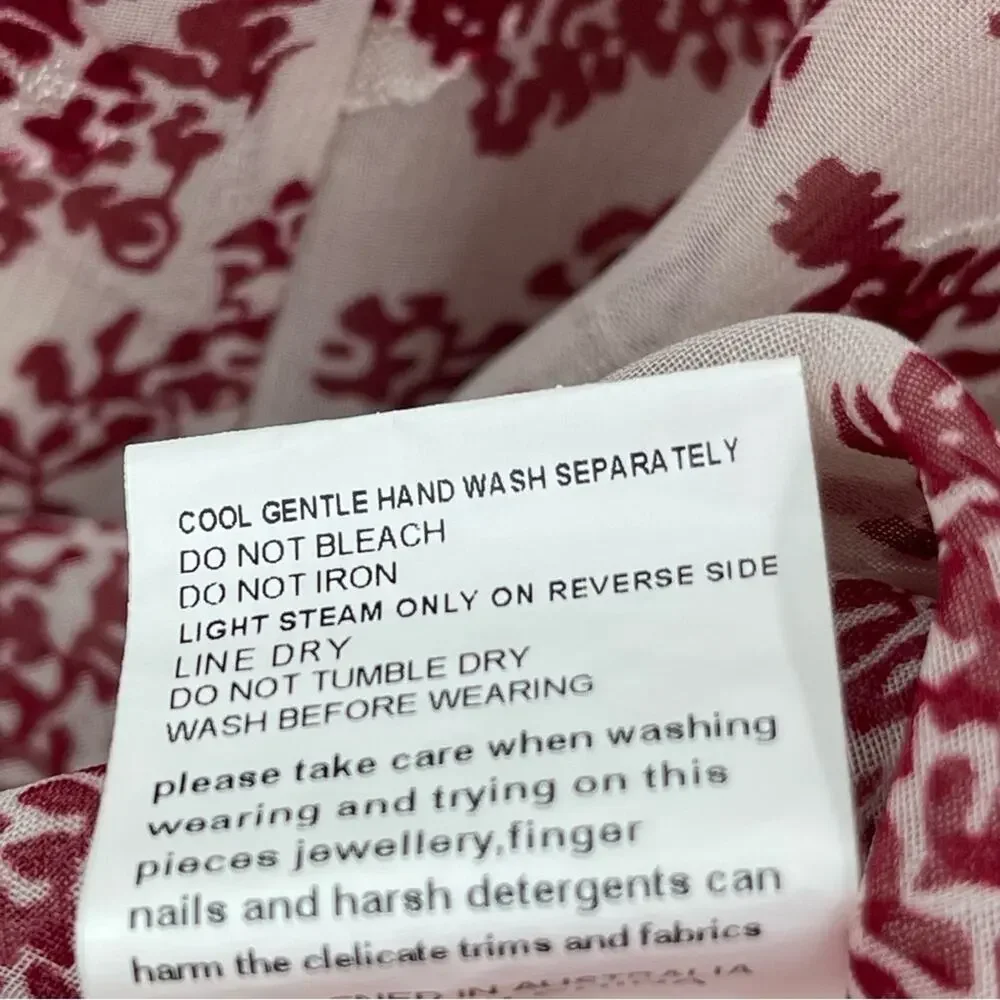 COOL GENTLE HAND WASH SEPARATELY
DO NOT BLEACH
DO NOT IRON
LIGHT STEAM ONLY ON REVERSE SIDE
LINE DRY
DO NOT TUMBLE DRY
WASH BEFORE WEARING
please take care when washing
wearing and trying on this
pieces jewellery,finger
nails and harsh detergents can
harm the clelicate trims and fabrics
IN AUSTRALIA